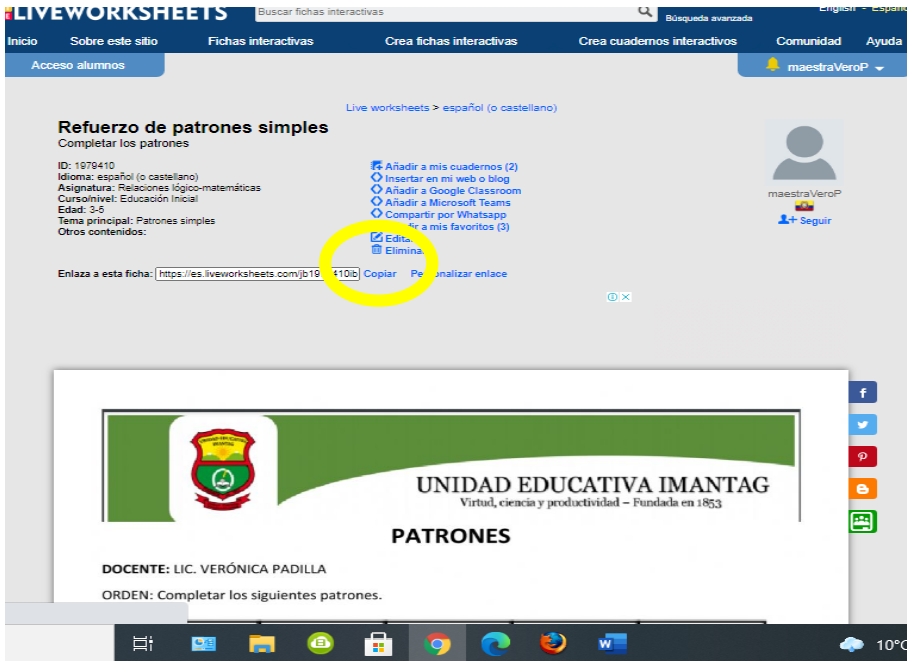 LIVEWORKSHEETS
Buscar fichas interactivas
Búsqueda avanzada
English - Español
Inicio Sobre este sitio Fichas interactivas Crea fichas interactivas Crea cuadernos interactivos Comunidad Ayuda
Acceso alumnos
maestraVeroP
Live worksheets > español (o castellano)
Refuerzo de patrones simples
Completar los patrones
ID: 1979410
Idioma: español (o castellano)
Asignatura: Relaciones lógico-matemáticas
Curso/nivel: Educación Inicial
Edad: 3-5
Tema principal: Patrones simples
Otros contenidos:
Añadir a mis cuadernos (2)
Insertar en mi web o blog
Añadir a Google Classroom
Añadir a Microsoft Teams
Compartir por Whatsapp
a mis favoritos (3)
maestraVeroP
Seguir
Enlaza a esta ficha: Copiar enlace
UNIDAD EDUCATIVA IMANTAG
Virtud, ciencia y productividad – Fundada en 1853
PATRONES
DOCENTE: LIC. VERÓNICA PADILLA
ORDEN: Completar los siguientes patrones.
10°C